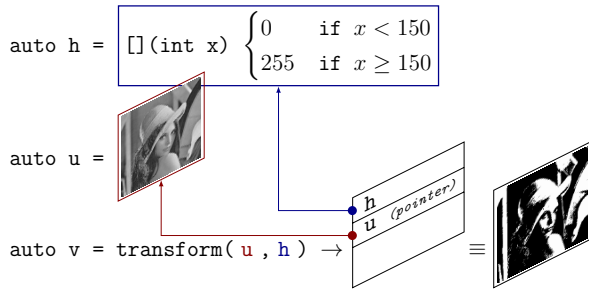 auto h = [](int x) { 0 if x < 150
255 if x ≥ 150
auto u =
h
u (pointer)
auto v = transform( u , h ) → ≡